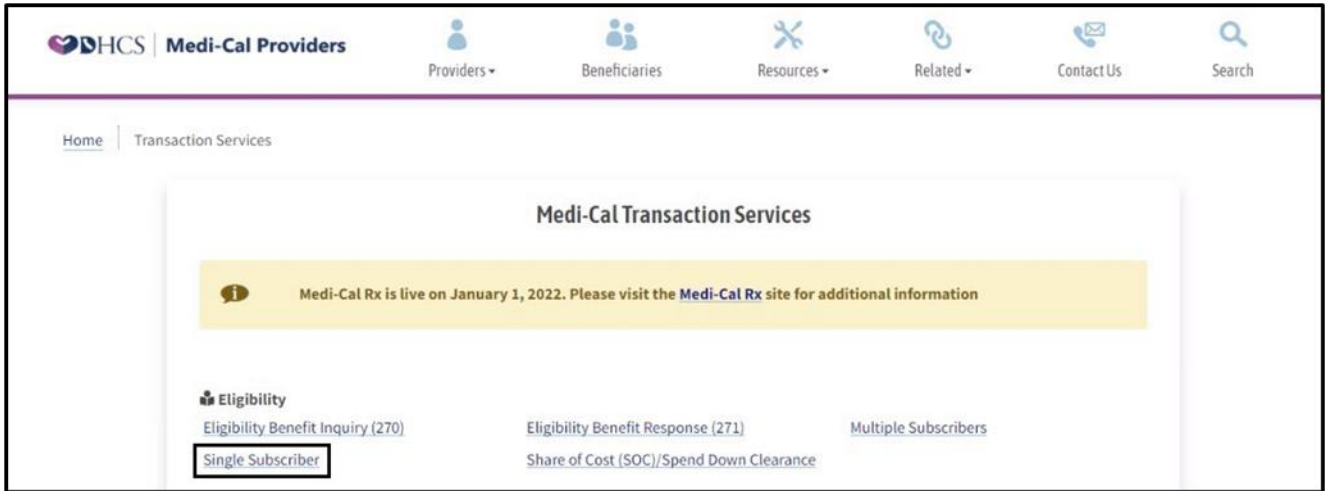 DHCS | Medi-Cal Providers
Providers
Beneficiaries
Resources
Related
Contact Us
Search
Home | Transaction Services
Medi-Cal Transaction Services
Medi-Cal Rx is live on January 1, 2022. Please visit the Medi-Cal Rx site for additional information
Eligibility
Eligibility Benefit Inquiry (270) Eligibility Benefit Response (271) Multiple Subscribers
Single Subscriber Share of Cost (SOC)/Spend Down Clearance